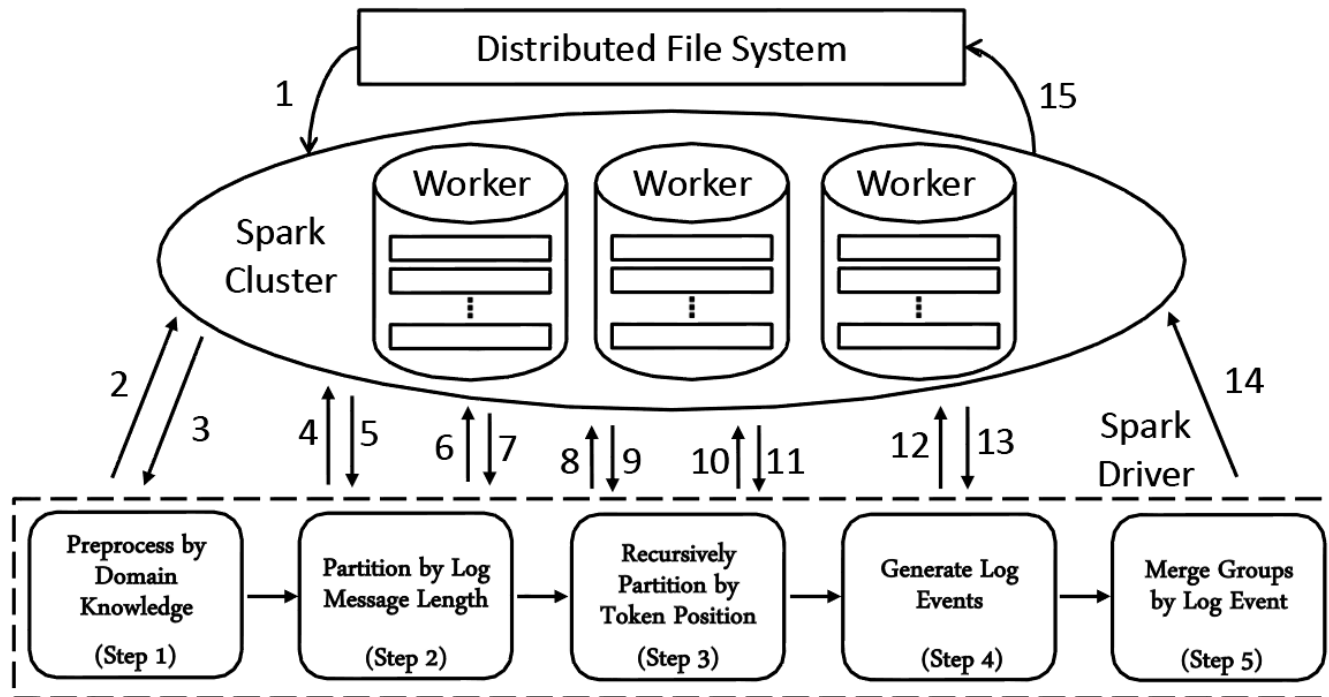 Distributed File System
1
15
Worker
Worker
Worker
Spark
Cluster
2
3
4
5
6
7
8
9
10
11
12
13
14
Spark
Driver
Preprocess by
Domain
Knowledge
(Step 1)
Partition by Log
Message Length
(Step 2)
Recursively
Partition by
Token Position
(Step 3)
Generate Log
Events
(Step 4)
Merge Groups
by Log Event
(Step 5)